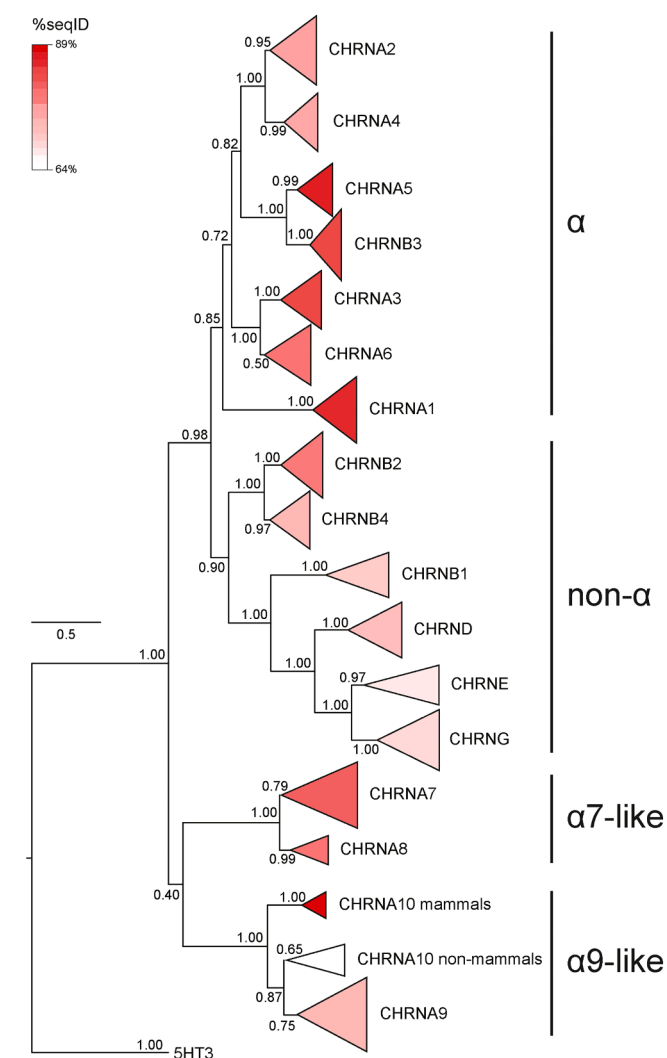 %seqID
89%
64%
0.95
CHRNA2
1.00
0.99
CHRNA4
0.82
0.99
CHRNA5
1.00
1.00
CHRNB3
α
0.72
1.00
CHRNA3
1.00
0.50
CHRNA6
0.85
1.00
CHRNA1
0.98
1.00
CHRNB2
1.00
0.97
CHRNB4
0.90
1.00
CHRNB1
non-α
1.00
1.00
CHRND
0.5
1.00
1.00
0.97
CHRNE
1.00
1.00
CHRNG
0.79
CHRNA7
1.00
α7-like
0.99
CHRNA8
0.40
1.00
CHRNA10 mammals
1.00
0.65
CHRNA10 non-mammals
α9-like
0.87
0.75
CHRNA9
1.00
5HT3